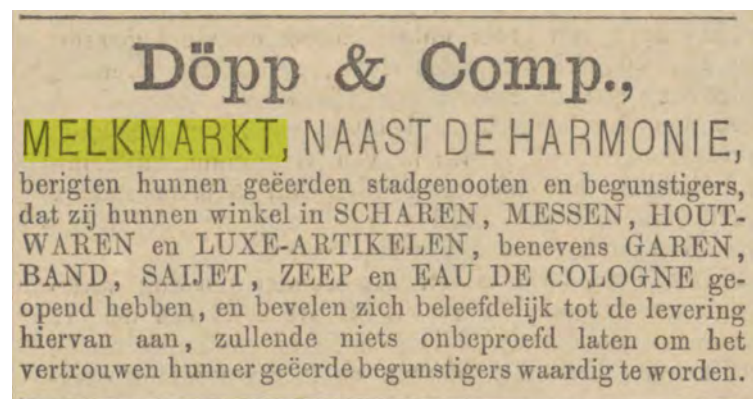 Döpp & Comp.,
MELKMARKT, NAAST DE HARMONIE,
berigten hunnen geëerden stadgenooten en begunstigers,
dat zij hunnen winkel in SCHAREN, MESSEN, HOUT-
WAREN en LUXE-ARTIKELEN, benevens GAREN,
BAND, SAIJET, ZEEP en EAU DE COLOGNE ge-
opend hebben, en bevelen zich beleefdelijk tot de levering
hiervan aan, zullende niets onbeproefd laten om het
vertrouwen hunner geëerde begunstigers waardig te worden.